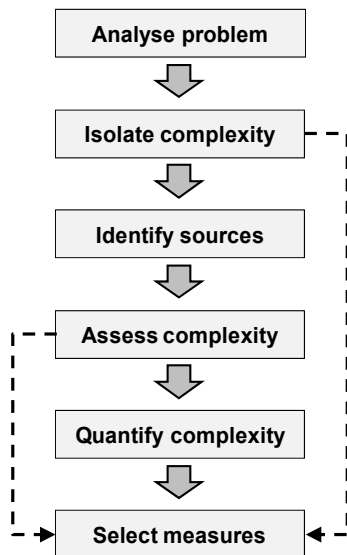 Analyse problem
Isolate complexity
Identify sources
Assess complexity
Quantify complexity
Select measures